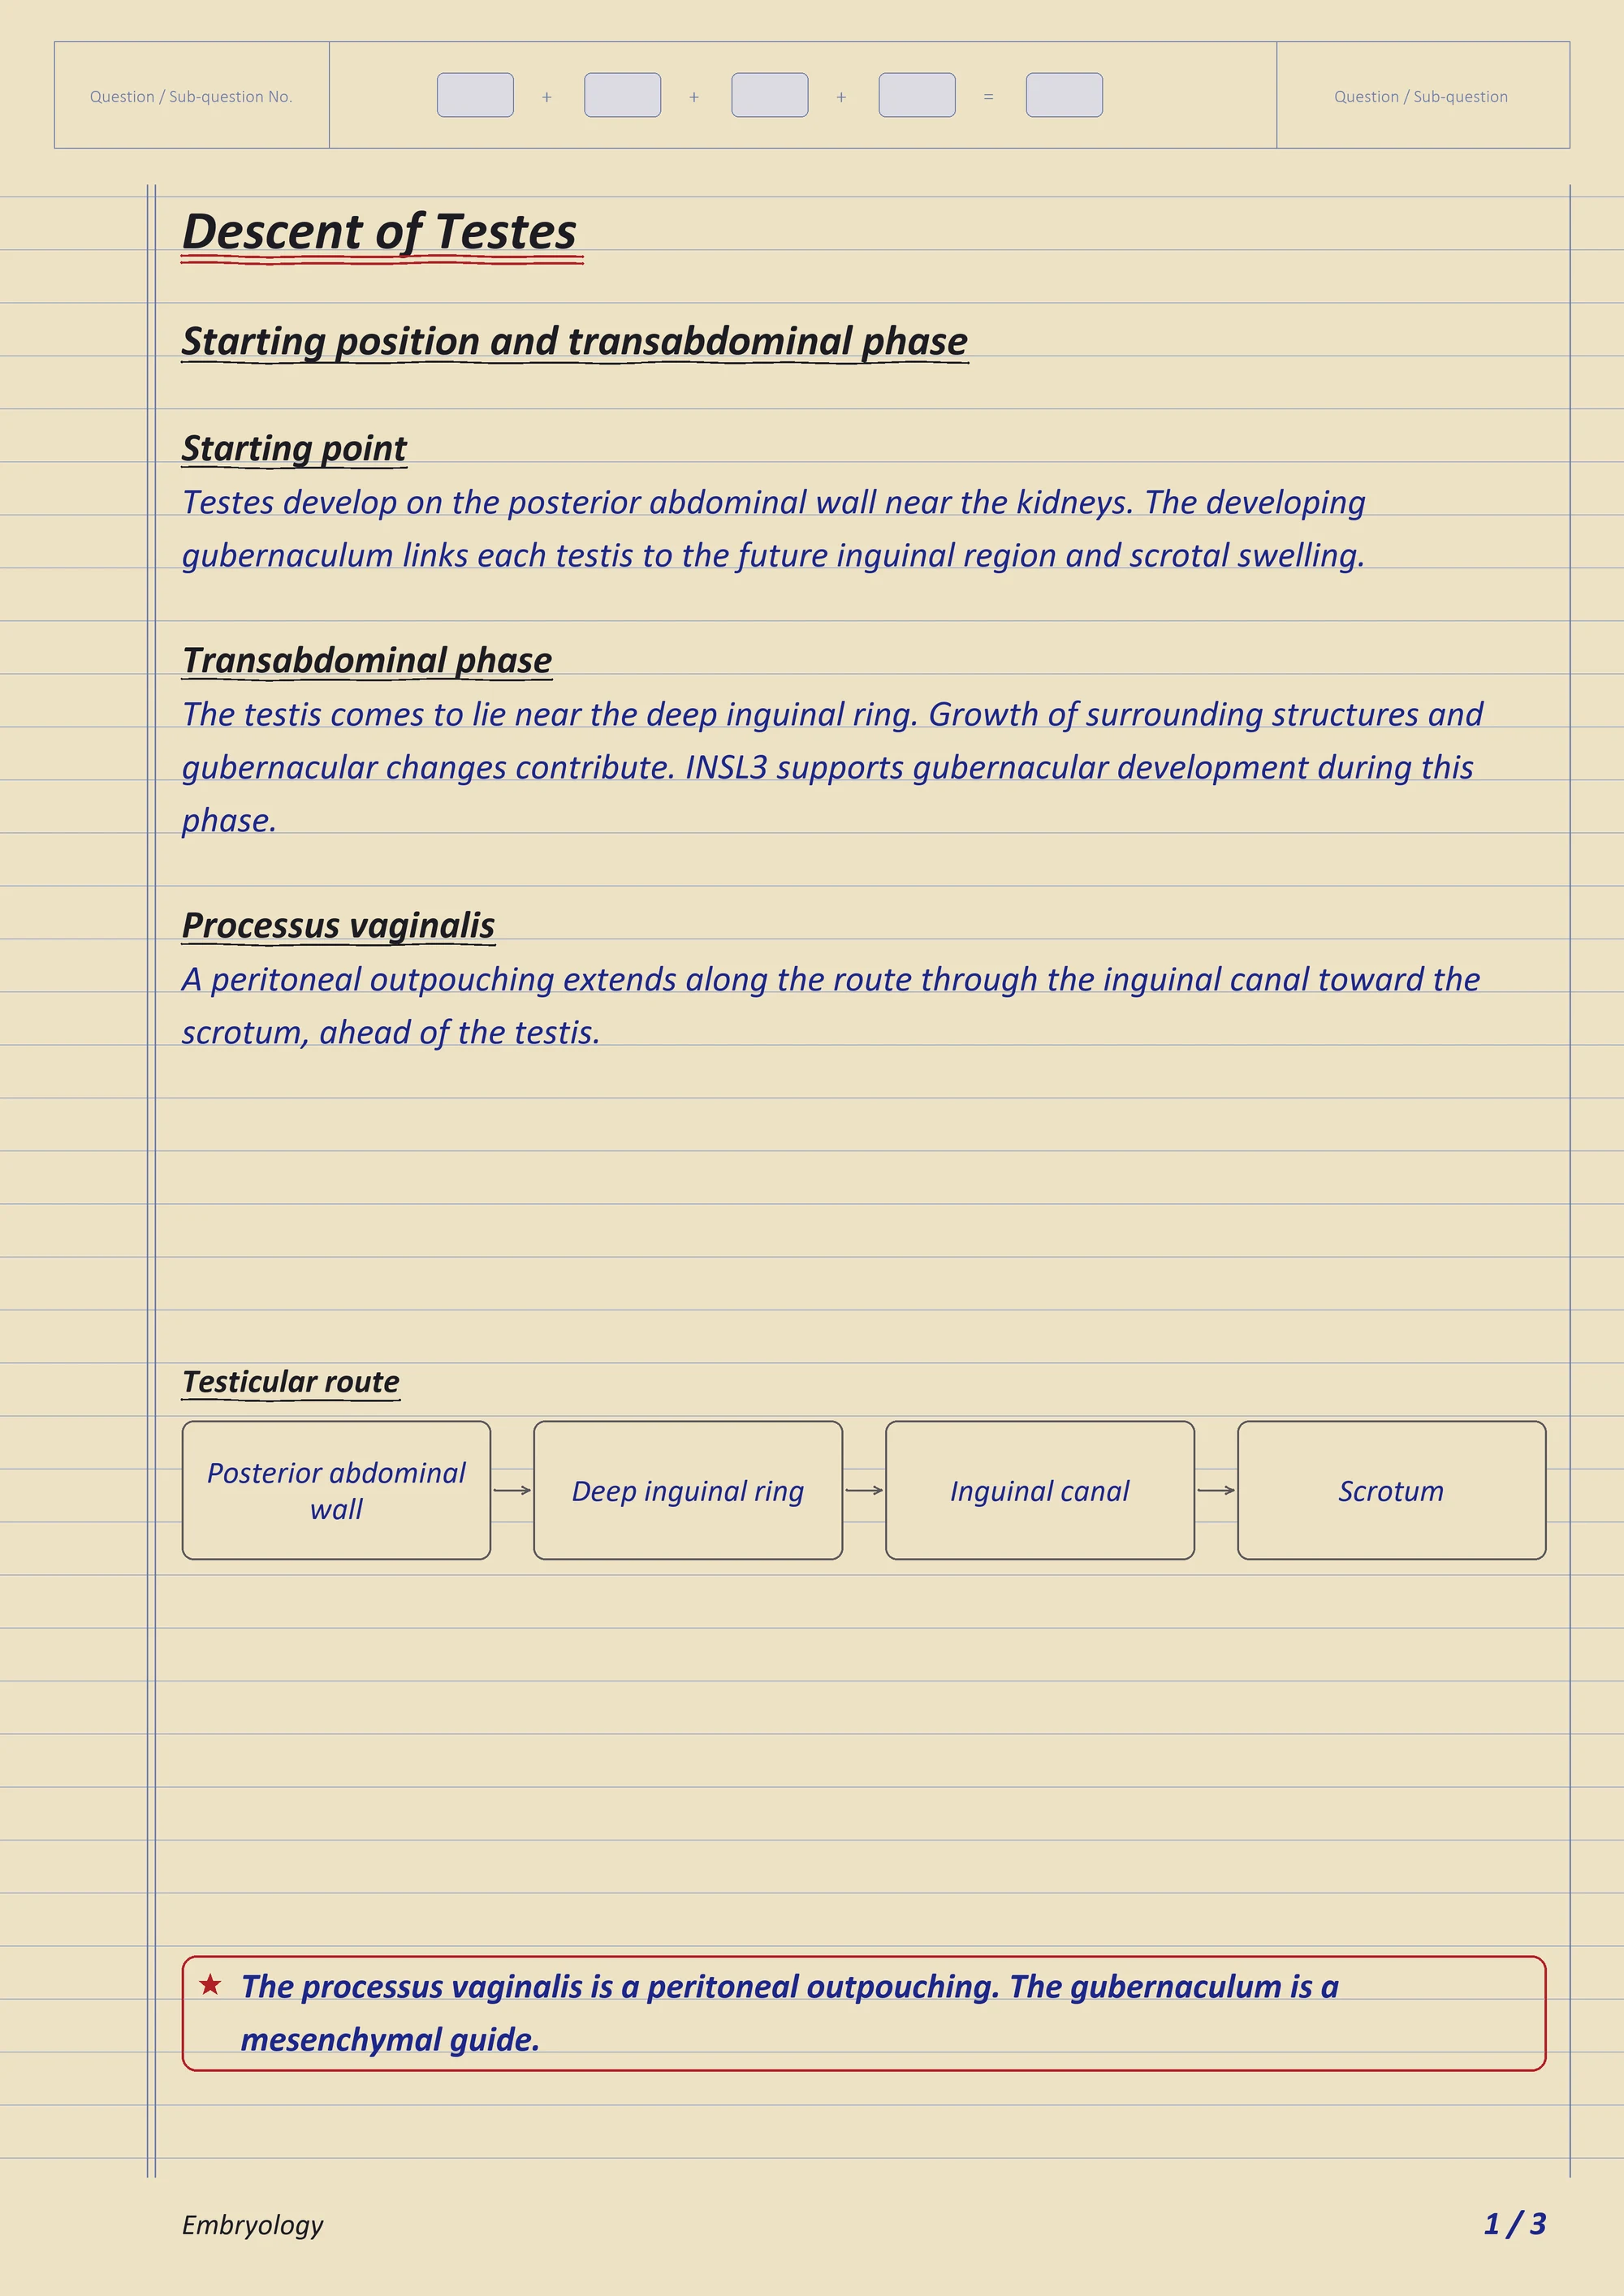 Question / Sub-question No.
+ + + =
Question / Sub-question
Descent of Testes
Starting position and transabdominal phase
Starting point
Testes develop on the posterior abdominal wall near the kidneys. The developing
gubernaculum links each testis to the future inguinal region and scrotal swelling.
Transabdominal phase
The testis comes to lie near the deep inguinal ring. Growth of surrounding structures and
gubernacular changes contribute. INSL3 supports gubernacular development during this
phase.
Processus vaginalis
A peritoneal outpouching extends along the route through the inguinal canal toward the
scrotum, ahead of the testis.
Testicular route
Posterior abdominal
wall
Deep inguinal ring
Inguinal canal
Scrotum
★ The processus vaginalis is a peritoneal outpouching. The gubernaculum is a
mesenchymal guide.
Embryology
1 / 3